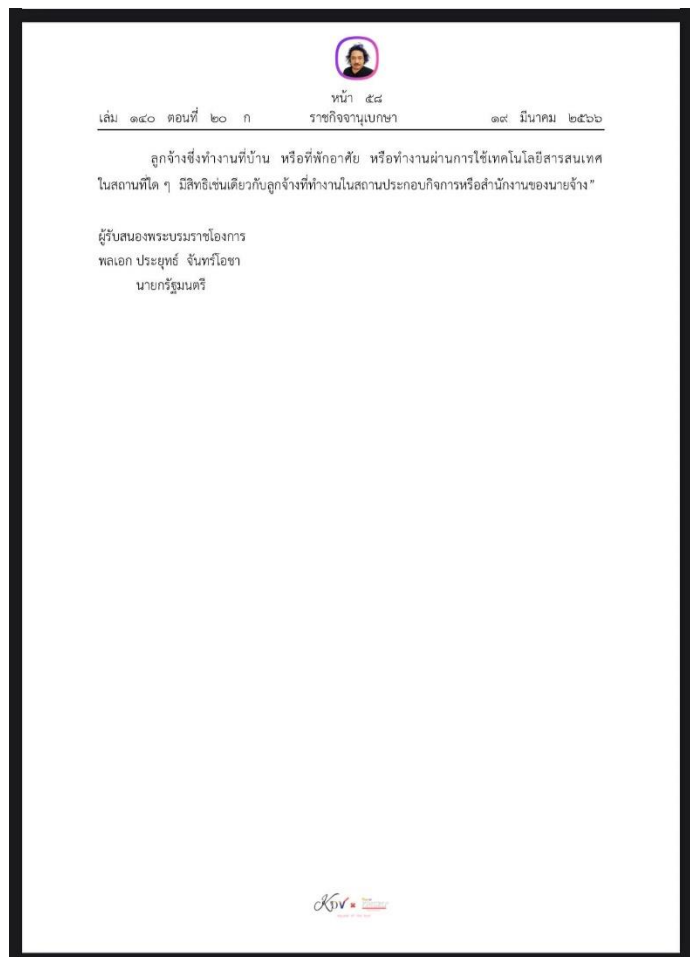 หน้า ๕๘
เล่ม ๑๔๐ ตอนที่ ๒๐ ก ราชกิจจานุเบกษา ๑๙ มีนาคม ๒๕๖๖
ลูกจ้างซึ่งทำงานที่บ้าน หรือที่พักอาศัย หรือทำงานผ่านการใช้เทคโนโลยีสารสนเทศ
ในสถานที่ใด ๆ มีสิทธิเช่นเดียวกับลูกจ้างที่ทำงานในสถานประกอบกิจการหรือสำนักงานของนายจ้าง”
ผู้รับสนองพระบรมราชโองการ
พลเอก ประยุทธ์ จันทร์โอชา
นายกรัฐมนตรี
KDV